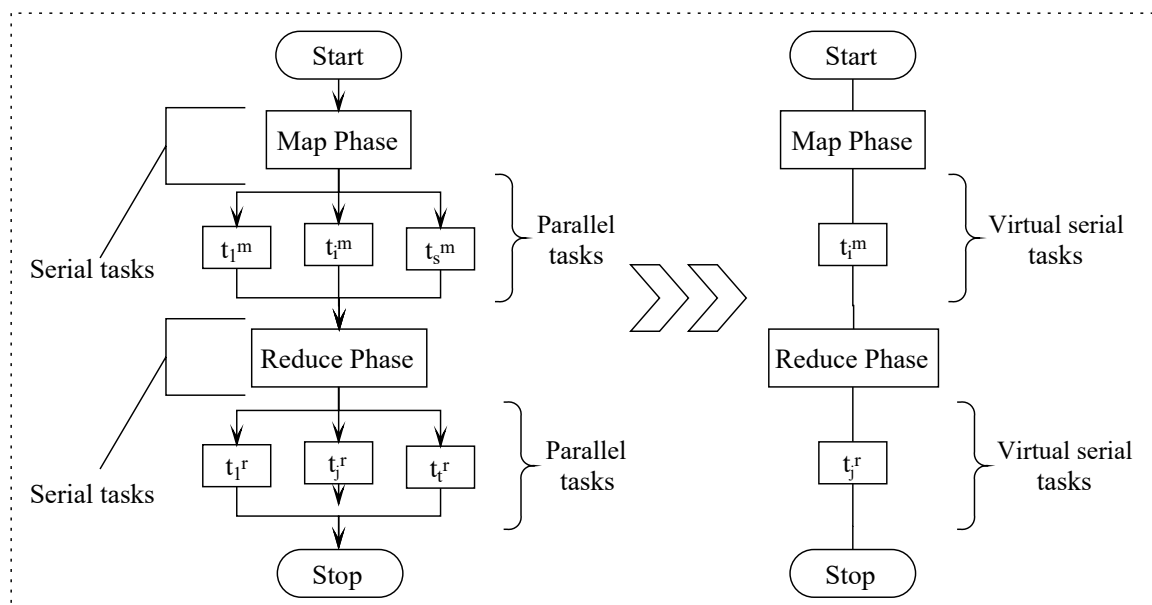 Start
Map Phase
t₁ᵐ
tᵢᵐ
tₛᵐ
Parallel
tasks
Serial tasks
Reduce Phase
t₁ʳ
tⱼʳ
tₜʳ
Parallel
tasks
Serial tasks
Stop
Start
Map Phase
tᵢᵐ
Virtual serial
tasks
Reduce Phase
tⱼʳ
Virtual serial
tasks
Stop